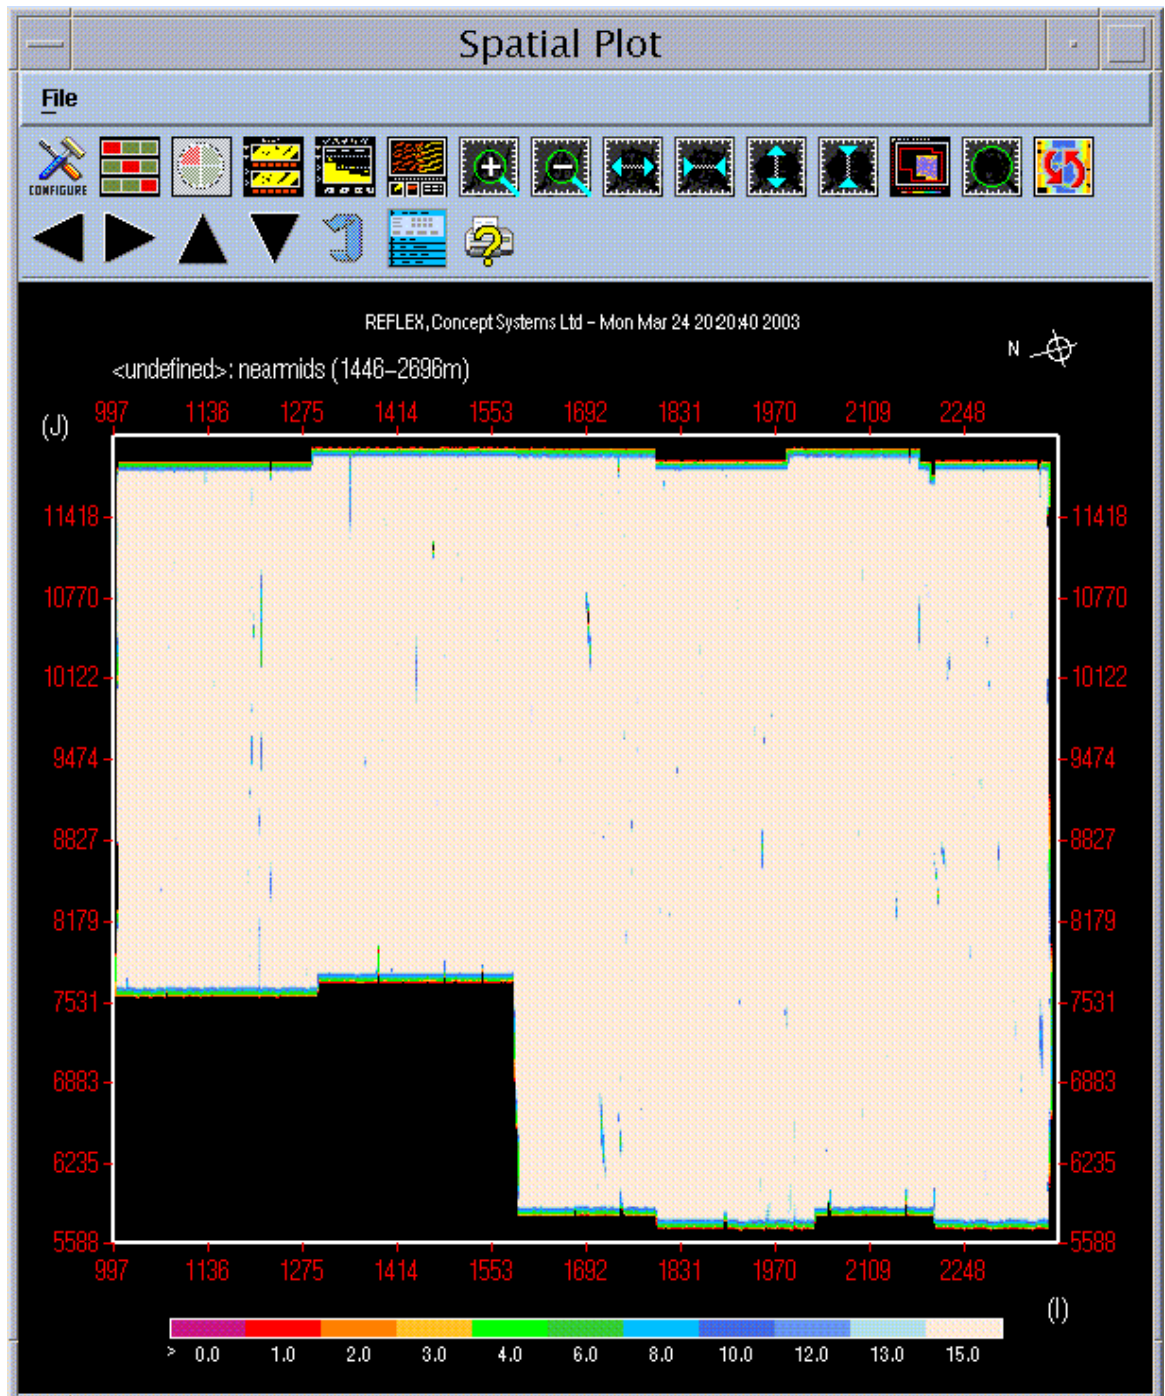 Spatial Plot
File
CONFIGURE
REFLEX, Concept Systems Ltd - Mon Mar 24 20:20:40 2003
N
<undefined>: nearmids (1446-2696m)
(J)
997 1136 1275 1414 1553 1692 1831 1970 2109 2248
11418 11418
10770 10770
10122 10122
9474 9474
8827 8827
8179 8179
7531 7531
6883 6883
6235 6235
5588 5588
997 1136 1275 1414 1553 1692 1831 1970 2109 2248
(I)
> 0.0 1.0 2.0 3.0 4.0 6.0 8.0 10.0 12.0 13.0 15.0